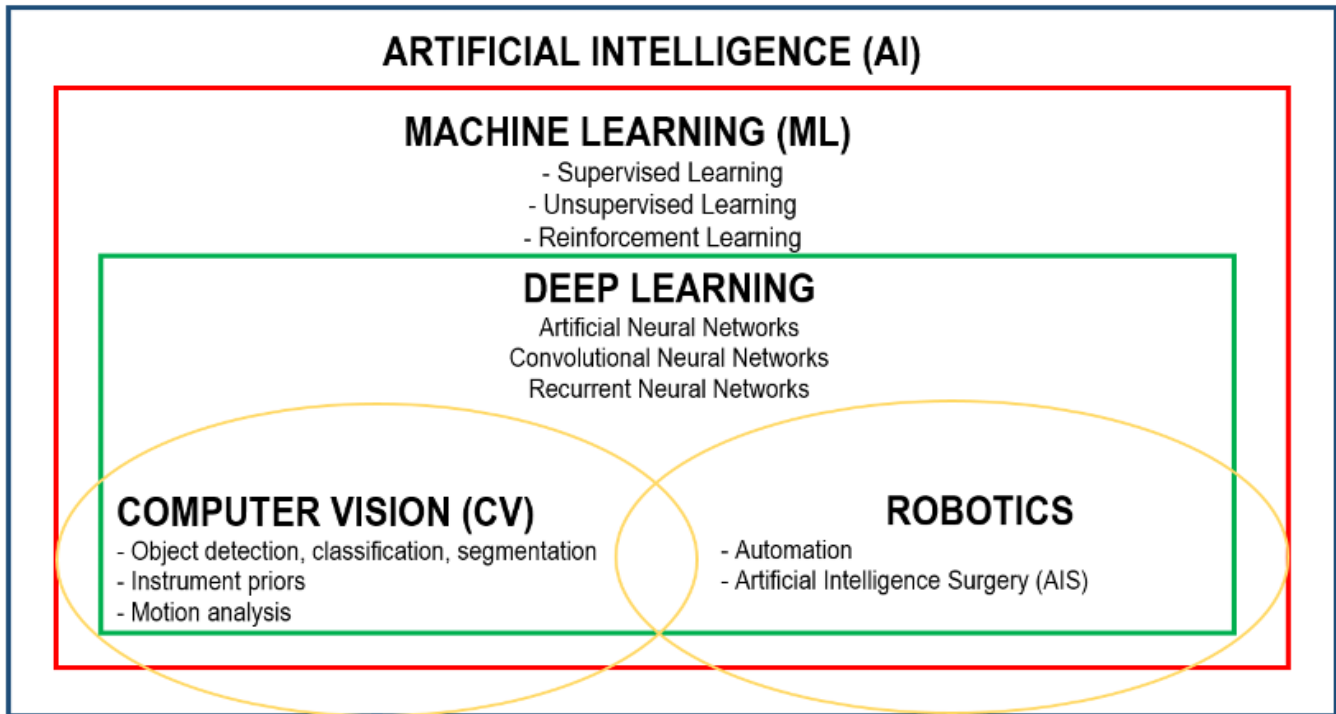 ARTIFICIAL INTELLIGENCE (AI)
MACHINE LEARNING (ML)
- Supervised Learning
- Unsupervised Learning
- Reinforcement Learning
DEEP LEARNING
Artificial Neural Networks
Convolutional Neural Networks
Recurrent Neural Networks
COMPUTER VISION (CV)
- Object detection, classification, segmentation
- Instrument priors
- Motion analysis
ROBOTICS
- Automation
- Artificial Intelligence Surgery (AIS)